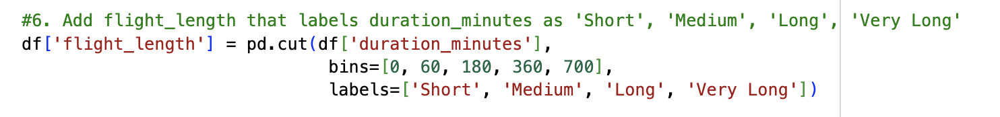 #6. Add flight_length that labels duration_minutes as 'Short', 'Medium', 'Long', 'Very Long'
df['flight_length'] = pd.cut(df['duration_minutes'],
                              bins=[0, 60, 180, 360, 700],
                              labels=['Short', 'Medium', 'Long', 'Very Long'])